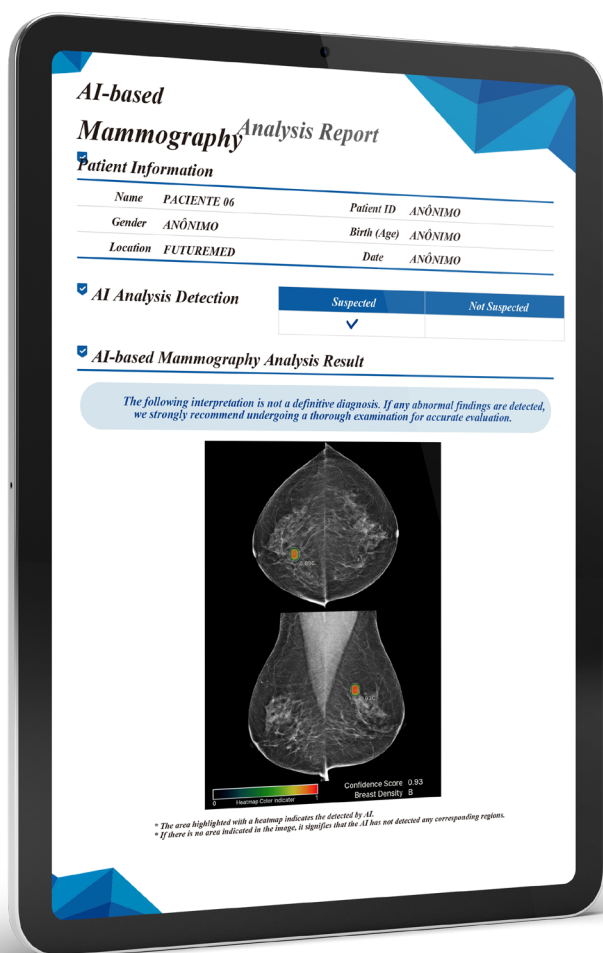 AI-based
Mammography Analysis Report
Patient Information
Name PACIENTE 06 Patient ID ANÔNIMO
Gender ANÔNIMO Birth (Age) ANÔNIMO
Location FUTUREMED Date ANÔNIMO
AI Analysis Detection Suspected Not Suspected
AI-based Mammography Analysis Result
The following interpretation is not a definitive diagnosis. If any abnormal findings are detected,
we strongly recommend undergoing a thorough examination for accurate evaluation.
Confidence Score 0.93
Breast Density B
0 Heatmap Color Indicater 1
* The area highlighted with a heatmap indicates the detected by AI.
* If there is no area indicated in the image, it signifies that the AI has not detected any corresponding regions.